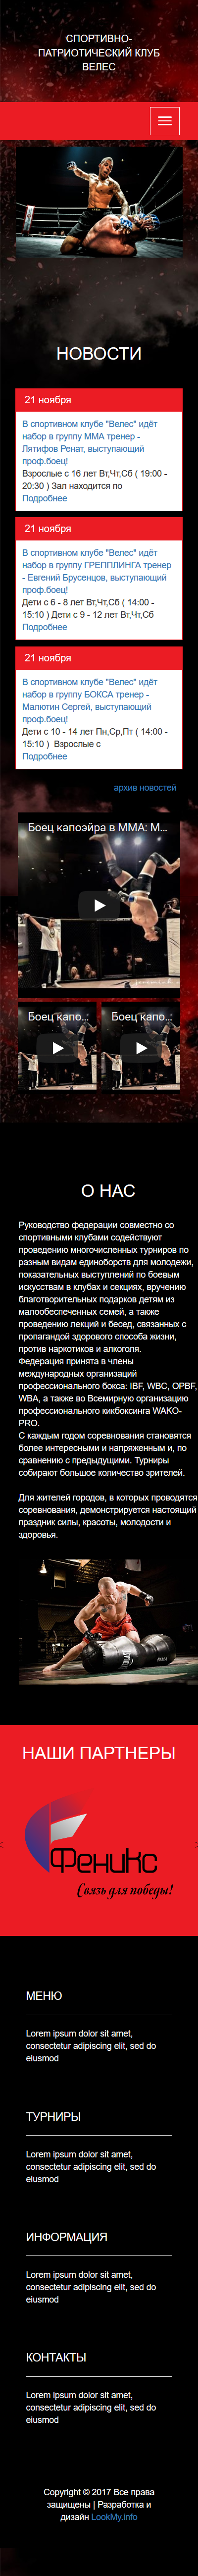 СПОРТИВНО-
ПАТРИОТИЧЕСКИЙ КЛУБ
ВЕЛЕС
НОВОСТИ
21 ноября
В спортивном клубе "Велес" идёт
набор в группу ММА тренер -
Лятифов Ренат, выступающий
проф.боец!
Взрослые с 16 лет Вт,Чт,Сб ( 19:00 -
20:30 ) Зал находится по
Подробнее
21 ноября
В спортивном клубе "Велес" идёт
набор в группу ГРЕППЛИНГА тренер
- Евгений Брусенцов, выступающий
проф.боец!
Дети с 6 - 8 лет Вт,Чт,Сб ( 14:00 -
15:10 ) Дети с 9 - 12 лет Вт,Чт,Сб
Подробнее
21 ноября
В спортивном клубе "Велес" идёт
набор в группу БОКСА тренер -
Малютин Сергей, выступающий
проф.боец!
Дети с 10 - 14 лет Пн,Ср,Пт ( 14:00 -
15:10 ) Взрослые с
Подробнее
архив новостей
Боец капоэйра в ММА: М...
Боец капо...
Боец капо...
О НАС
Руководство федерации совместно со
спортивными клубами содействуют
проведению многочисленных турниров по
разным видам единоборств для молодежи,
показательных выступлений по боевым
искусствам в клубах и секциях, вручению
благотворительных подарков детям из
малообеспеченных семей, а также
проведению лекций и бесед, связанных с
пропагандой здорового способа жизни,
против наркотиков и алкоголя.
Федерация принята в члены
международных организаций
профессионального бокса: IBF, WBC, OPBF,
WBA, а также во Всемирную организацию
профессионального кикбоксинга WAKO-
PRO.
С каждым годом соревнования становятся
более интересными и напряженным и, по
сравнению с предыдущими. Турниры
собирают большое количество зрителей.
Для жителей городов, в которых проводятся
соревнования, демонстрируется настоящий
праздник силы, красоты, молодости и
здоровья.
НАШИ ПАРТНЕРЫ
Феникс
Связь для победы!
МЕНЮ
Lorem ipsum dolor sit amet,
consectetur adipiscing elit, sed do
eiusmod
ТУРНИРЫ
Lorem ipsum dolor sit amet,
consectetur adipiscing elit, sed do
eiusmod
ИНФОРМАЦИЯ
Lorem ipsum dolor sit amet,
consectetur adipiscing elit, sed do
eiusmod
КОНТАКТЫ
Lorem ipsum dolor sit amet,
consectetur adipiscing elit, sed do
eiusmod
Copyright © 2017 Все права
защищены | Разработка и
дизайн LookMy.info